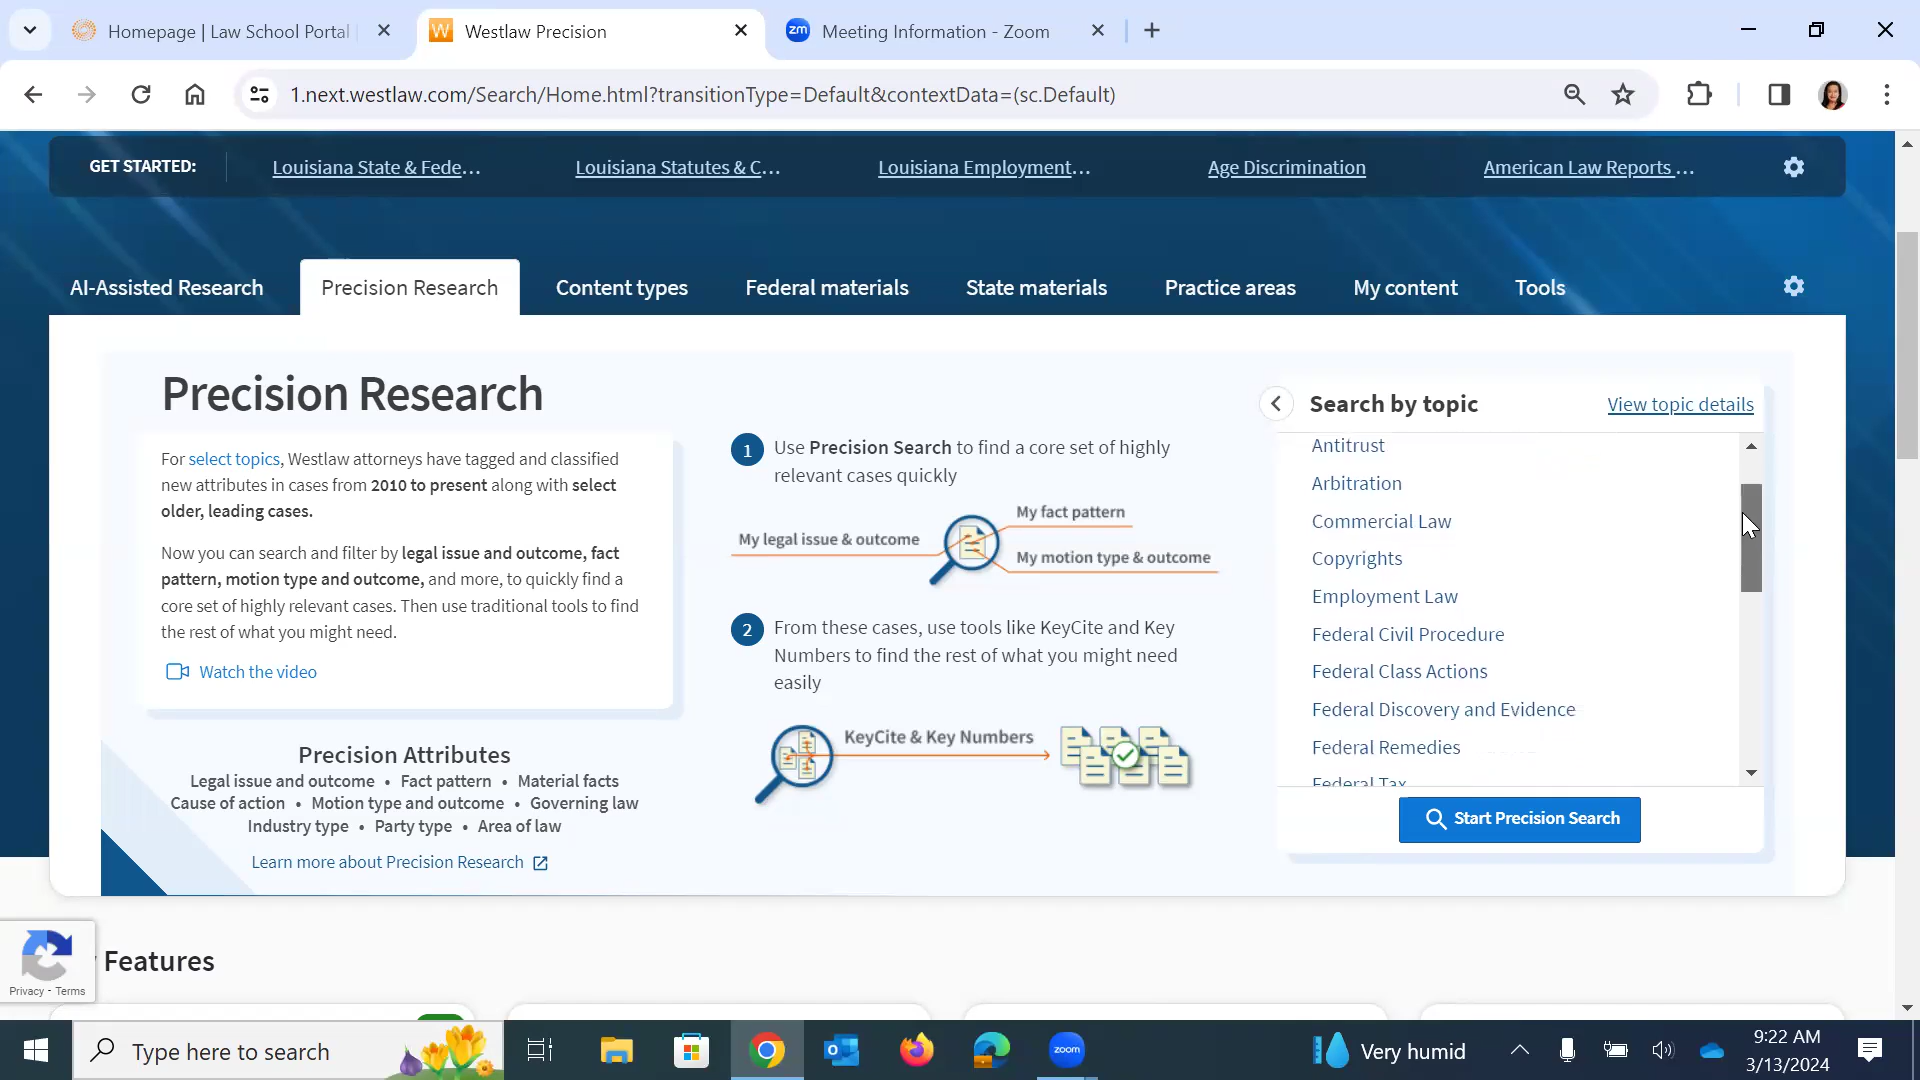 Homepage | Law School Portal
Westlaw Precision
zm
Meeting Information - Zoom
1.next.westlaw.com/Search/Home.html?transitionType=Default&contextData=(sc.Default)
GET STARTED:
Louisiana State & Fede...
Louisiana Statutes & C...
Louisiana Employment...
Age Discrimination
American Law Reports ...
AI-Assisted Research
Precision Research
Content types
Federal materials
State materials
Practice areas
My content
Tools
Precision Research
For select topics, Westlaw attorneys have tagged and classified
new attributes in cases from 2010 to present along with select
older, leading cases.
Now you can search and filter by legal issue and outcome, fact
pattern, motion type and outcome, and more, to quickly find a
core set of highly relevant cases. Then use traditional tools to find
the rest of what you might need.
Watch the video
Precision Attributes
Legal issue and outcome • Fact pattern • Material facts
Cause of action • Motion type and outcome • Governing law
Industry type • Party type • Area of law
Learn more about Precision Research
1 Use Precision Search to find a core set of highly
relevant cases quickly
My fact pattern
My legal issue & outcome
My motion type & outcome
2 From these cases, use tools like KeyCite and Key
Numbers to find the rest of what you might need
easily
KeyCite & Key Numbers
Search by topic
View topic details
Antitrust
Arbitration
Commercial Law
Copyrights
Employment Law
Federal Civil Procedure
Federal Class Actions
Federal Discovery and Evidence
Federal Remedies
Federal Tax
Start Precision Search
Features
Privacy - Terms
Type here to search
zoom
Very humid
9:22 AM
3/13/2024